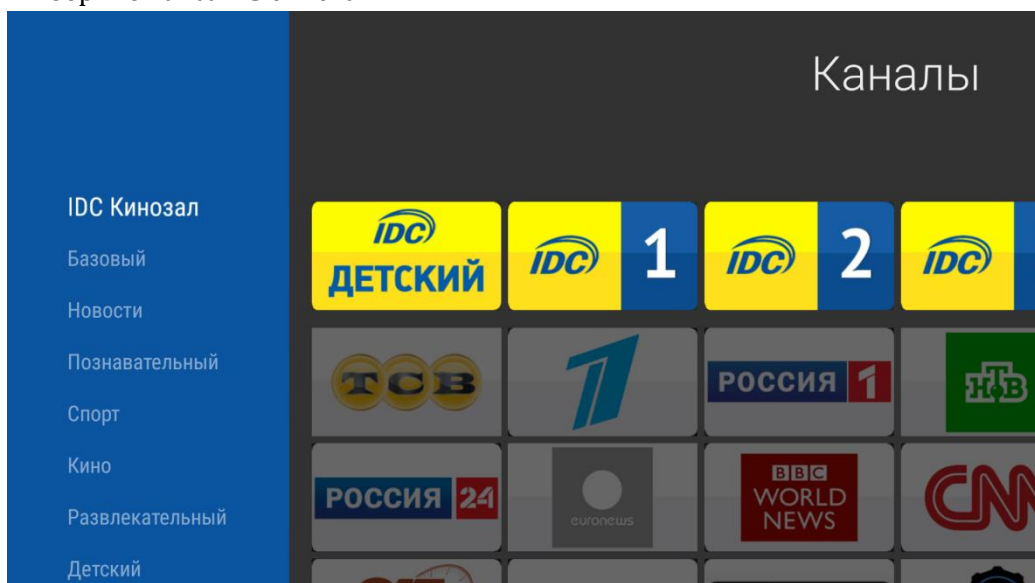 Каналы
IDC Кинозал
Базовый
Новости
Познавательный
Спорт
Кино
Развлекательный
Детский
IDC
ДЕТСКИЙ
IDC 1
IDC 2
IDC
ТСВ
РОССИЯ 1
НТВ
РОССИЯ 24
euronews
BBC
WORLD
NEWS
CNN